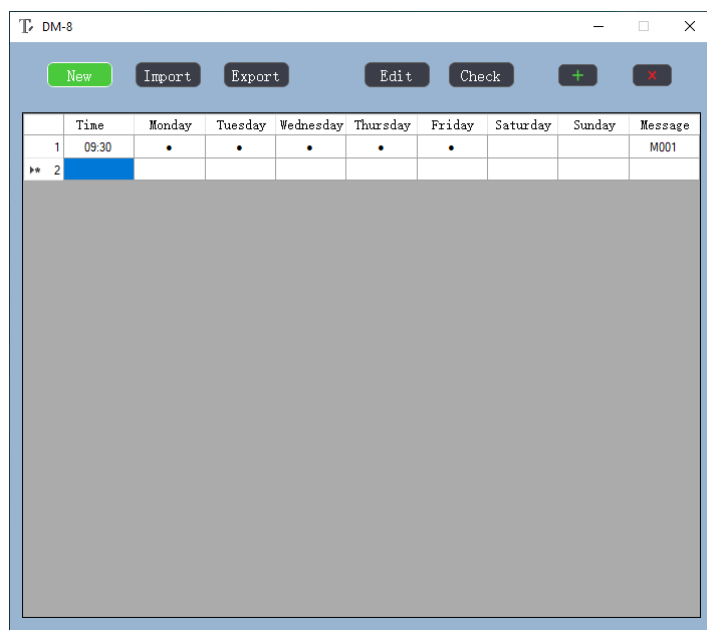 DM-8
New Import Export Edit Check + ×
Time Monday Tuesday Wednesday Thursday Friday Saturday Sunday Message
1 09:30 • • • • • M001
2